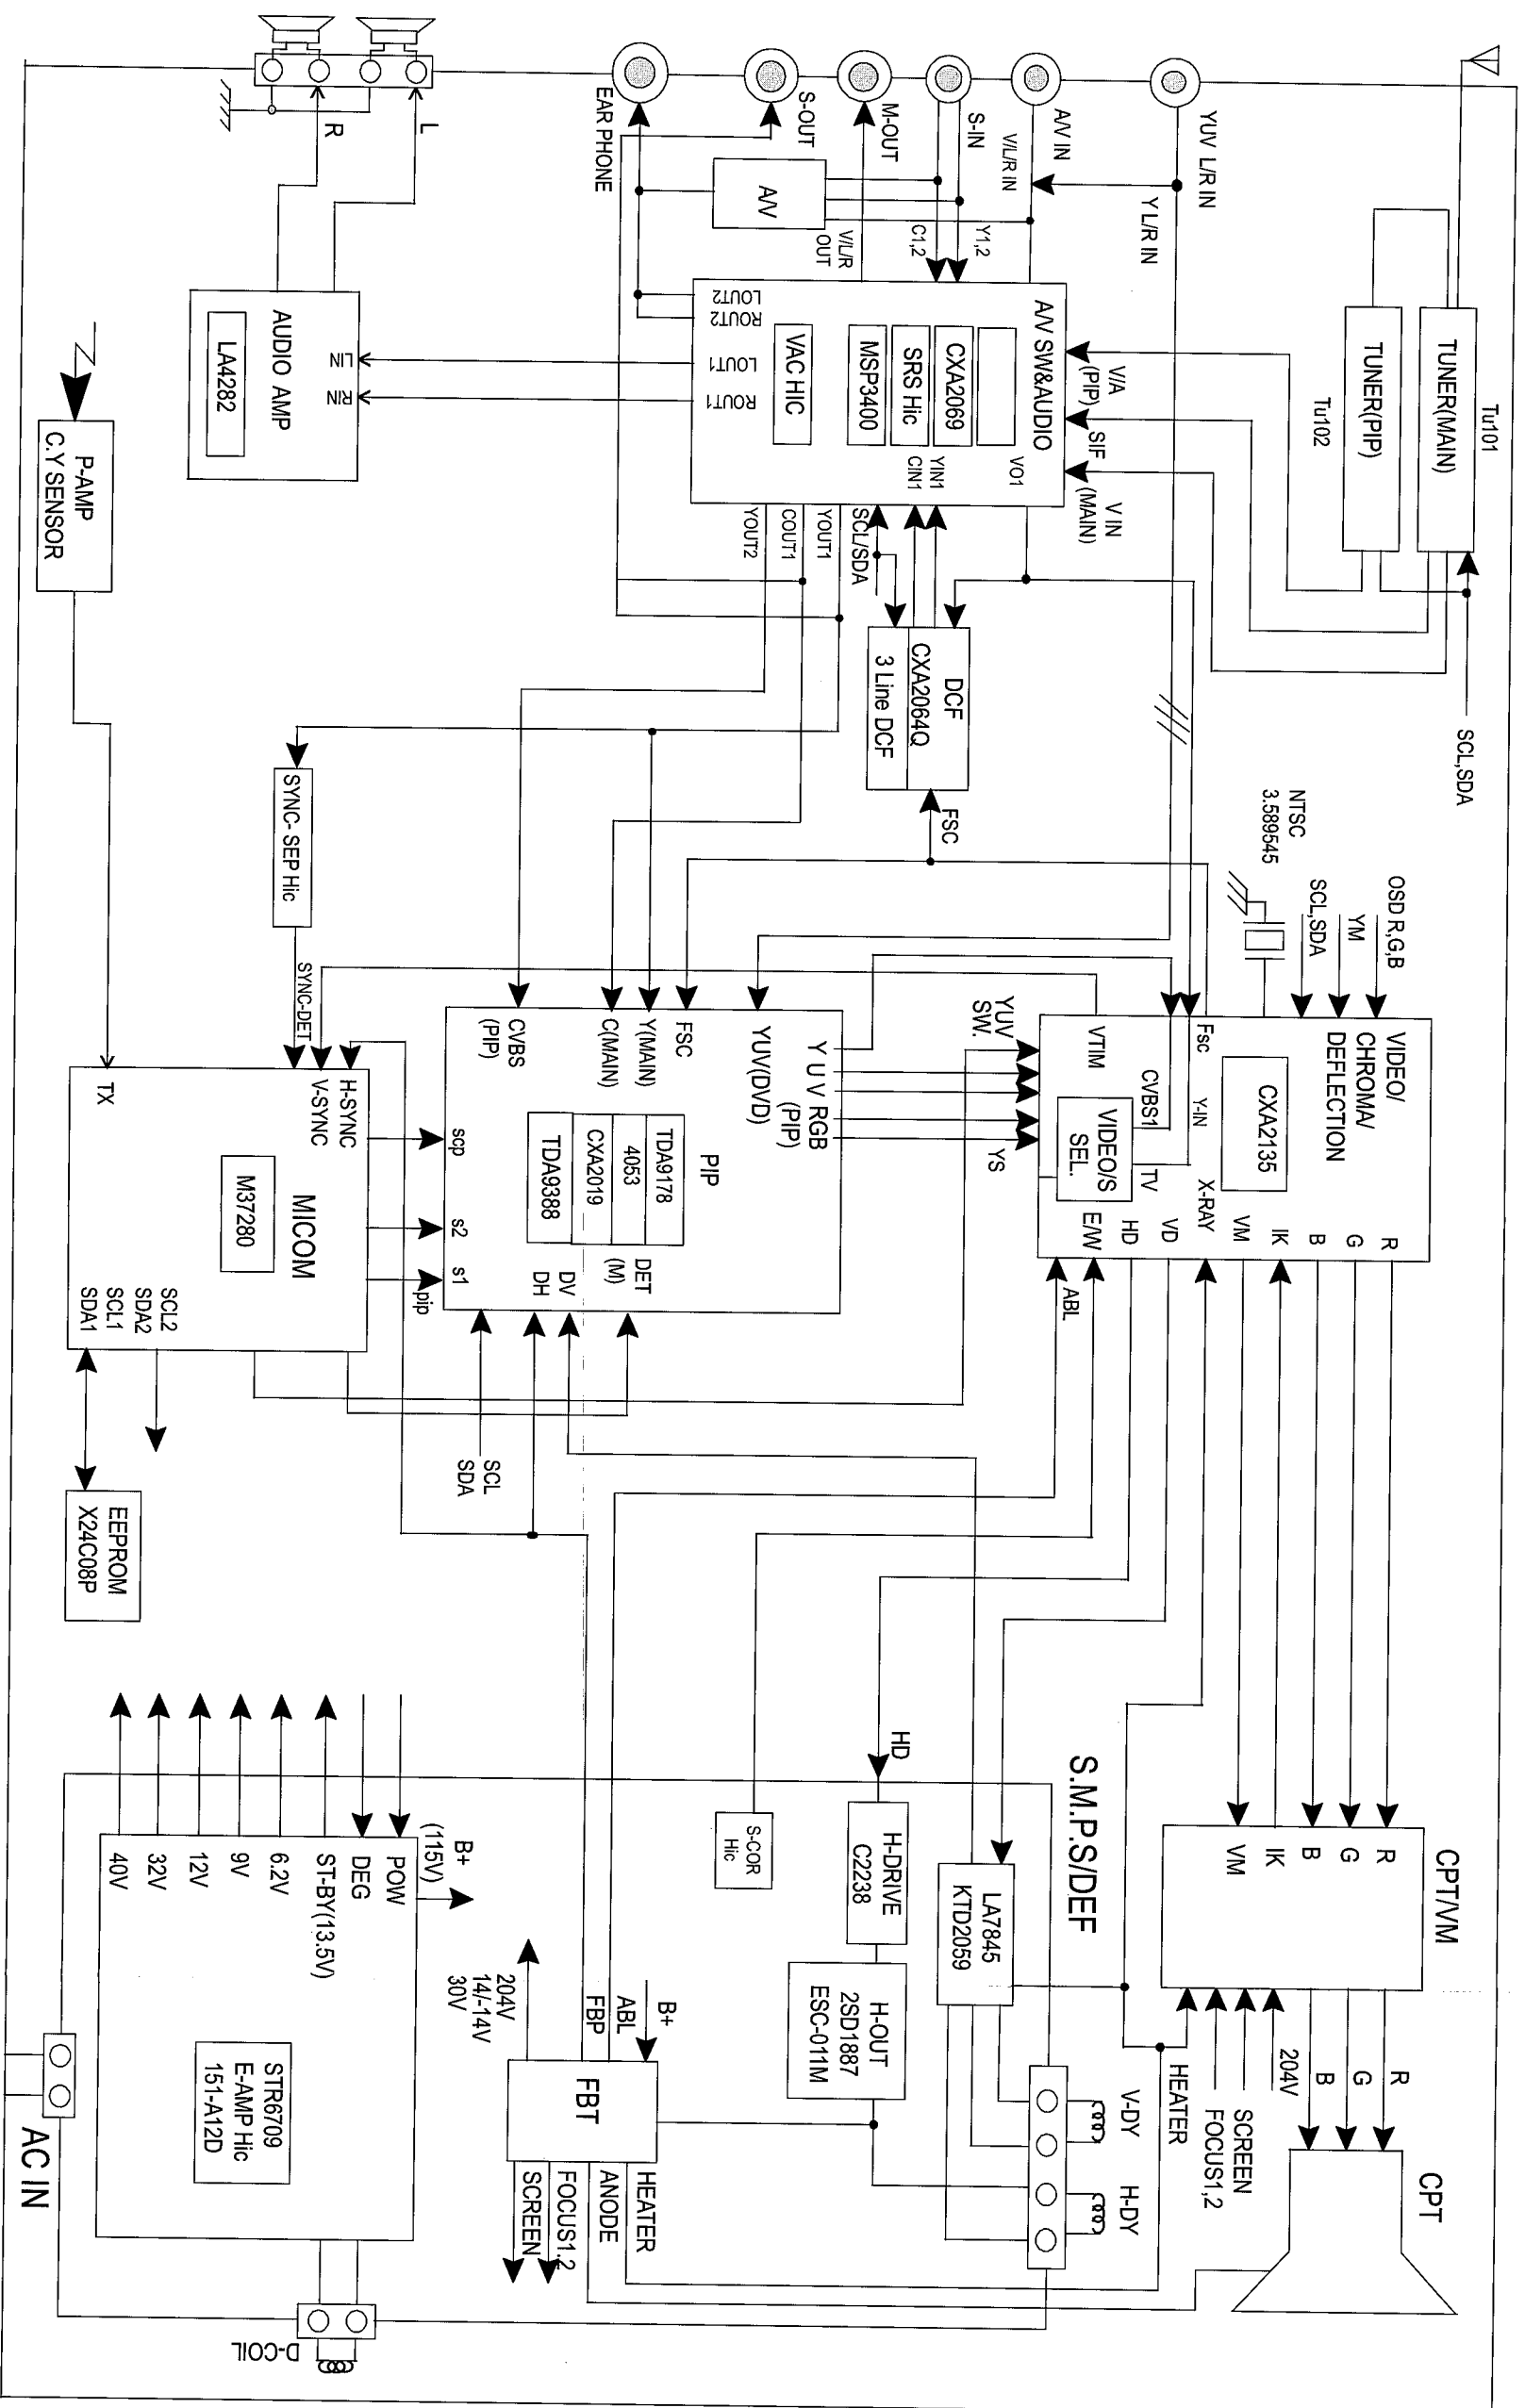 Tu101
TUNER(MAIN)
TUNER(PIP)
Tu102
SCL,SDA
YUV L/R IN
Y L/R IN
A/V IN
V/L/R IN
S-IN
M-OUT
S-OUT
EAR PHONE
A/V
Y1,2
C1,2
V/L/R
OUT
L
R
V/A
(PIP)
SIF
V IN
(MAIN)
A/V SW&AUDIO
CXA2069
SRS Hic
MSP3400
VAC HIC
VO1
YIN1
CIN1
LOUT2
ROUT2
LOUT1
ROUT1
SCL/SDA
YOUT1
COUT1
YOUT2
AUDIO AMP
LA4282
LIN
RIN
P-AMP
C.Y SENSOR
DCF
CXA2064Q
3 Line DCF
FSC
NTSC
3.589545
OSD R,G,B
YM
SCL,SDA
SYNC- SEP Hic
SYNC-DET
VIDEO/
CHROMA/
DEFLECTION
CXA2135
Fsc
Y-IN
X-RAY
CVBS1
TV
VTIM
VIDEO/S
SEL.
R
G
B
IK
VM
VD
HD
E/W
ABL
YUV
SW.
YS
Y U V RGB
(PIP)
YUV(DVD)
FSC
Y(MAIN)
C(MAIN)
CVBS
(PIP)
PIP
TDA9178
4053
CXA2019
TDA9388
DET
(M)
DV
DH
scp
s2
s1
pip
SCL
SDA
H-SYNC
V-SYNC
TX
MICOM
M37280
SCL2
SDA2
SCL1
SDA1
EEPROM
X24C08P
CPT/VM
R
G
B
IK
VM
R
G
B
204V
SCREEN
FOCUS1,2
HEATER
CPT
S.M.P.S/DEF
HD
LA7845
KTD2059
H-DRIVE
C2238
H-OUT
2SD1887
ESC-011M
S-COR
Hic
V-DY
H-DY
B+
ABL
FBP
FBT
204V
14/-14V
30V
HEATER
ANODE
FOCUS1.2
SCREEN
B+
(115V)
POW
DEG
ST-BY(13.5V)
6.2V
9V
12V
32V
40V
STR6709
E-AMP Hic
151-A12D
AC IN
D-COIL